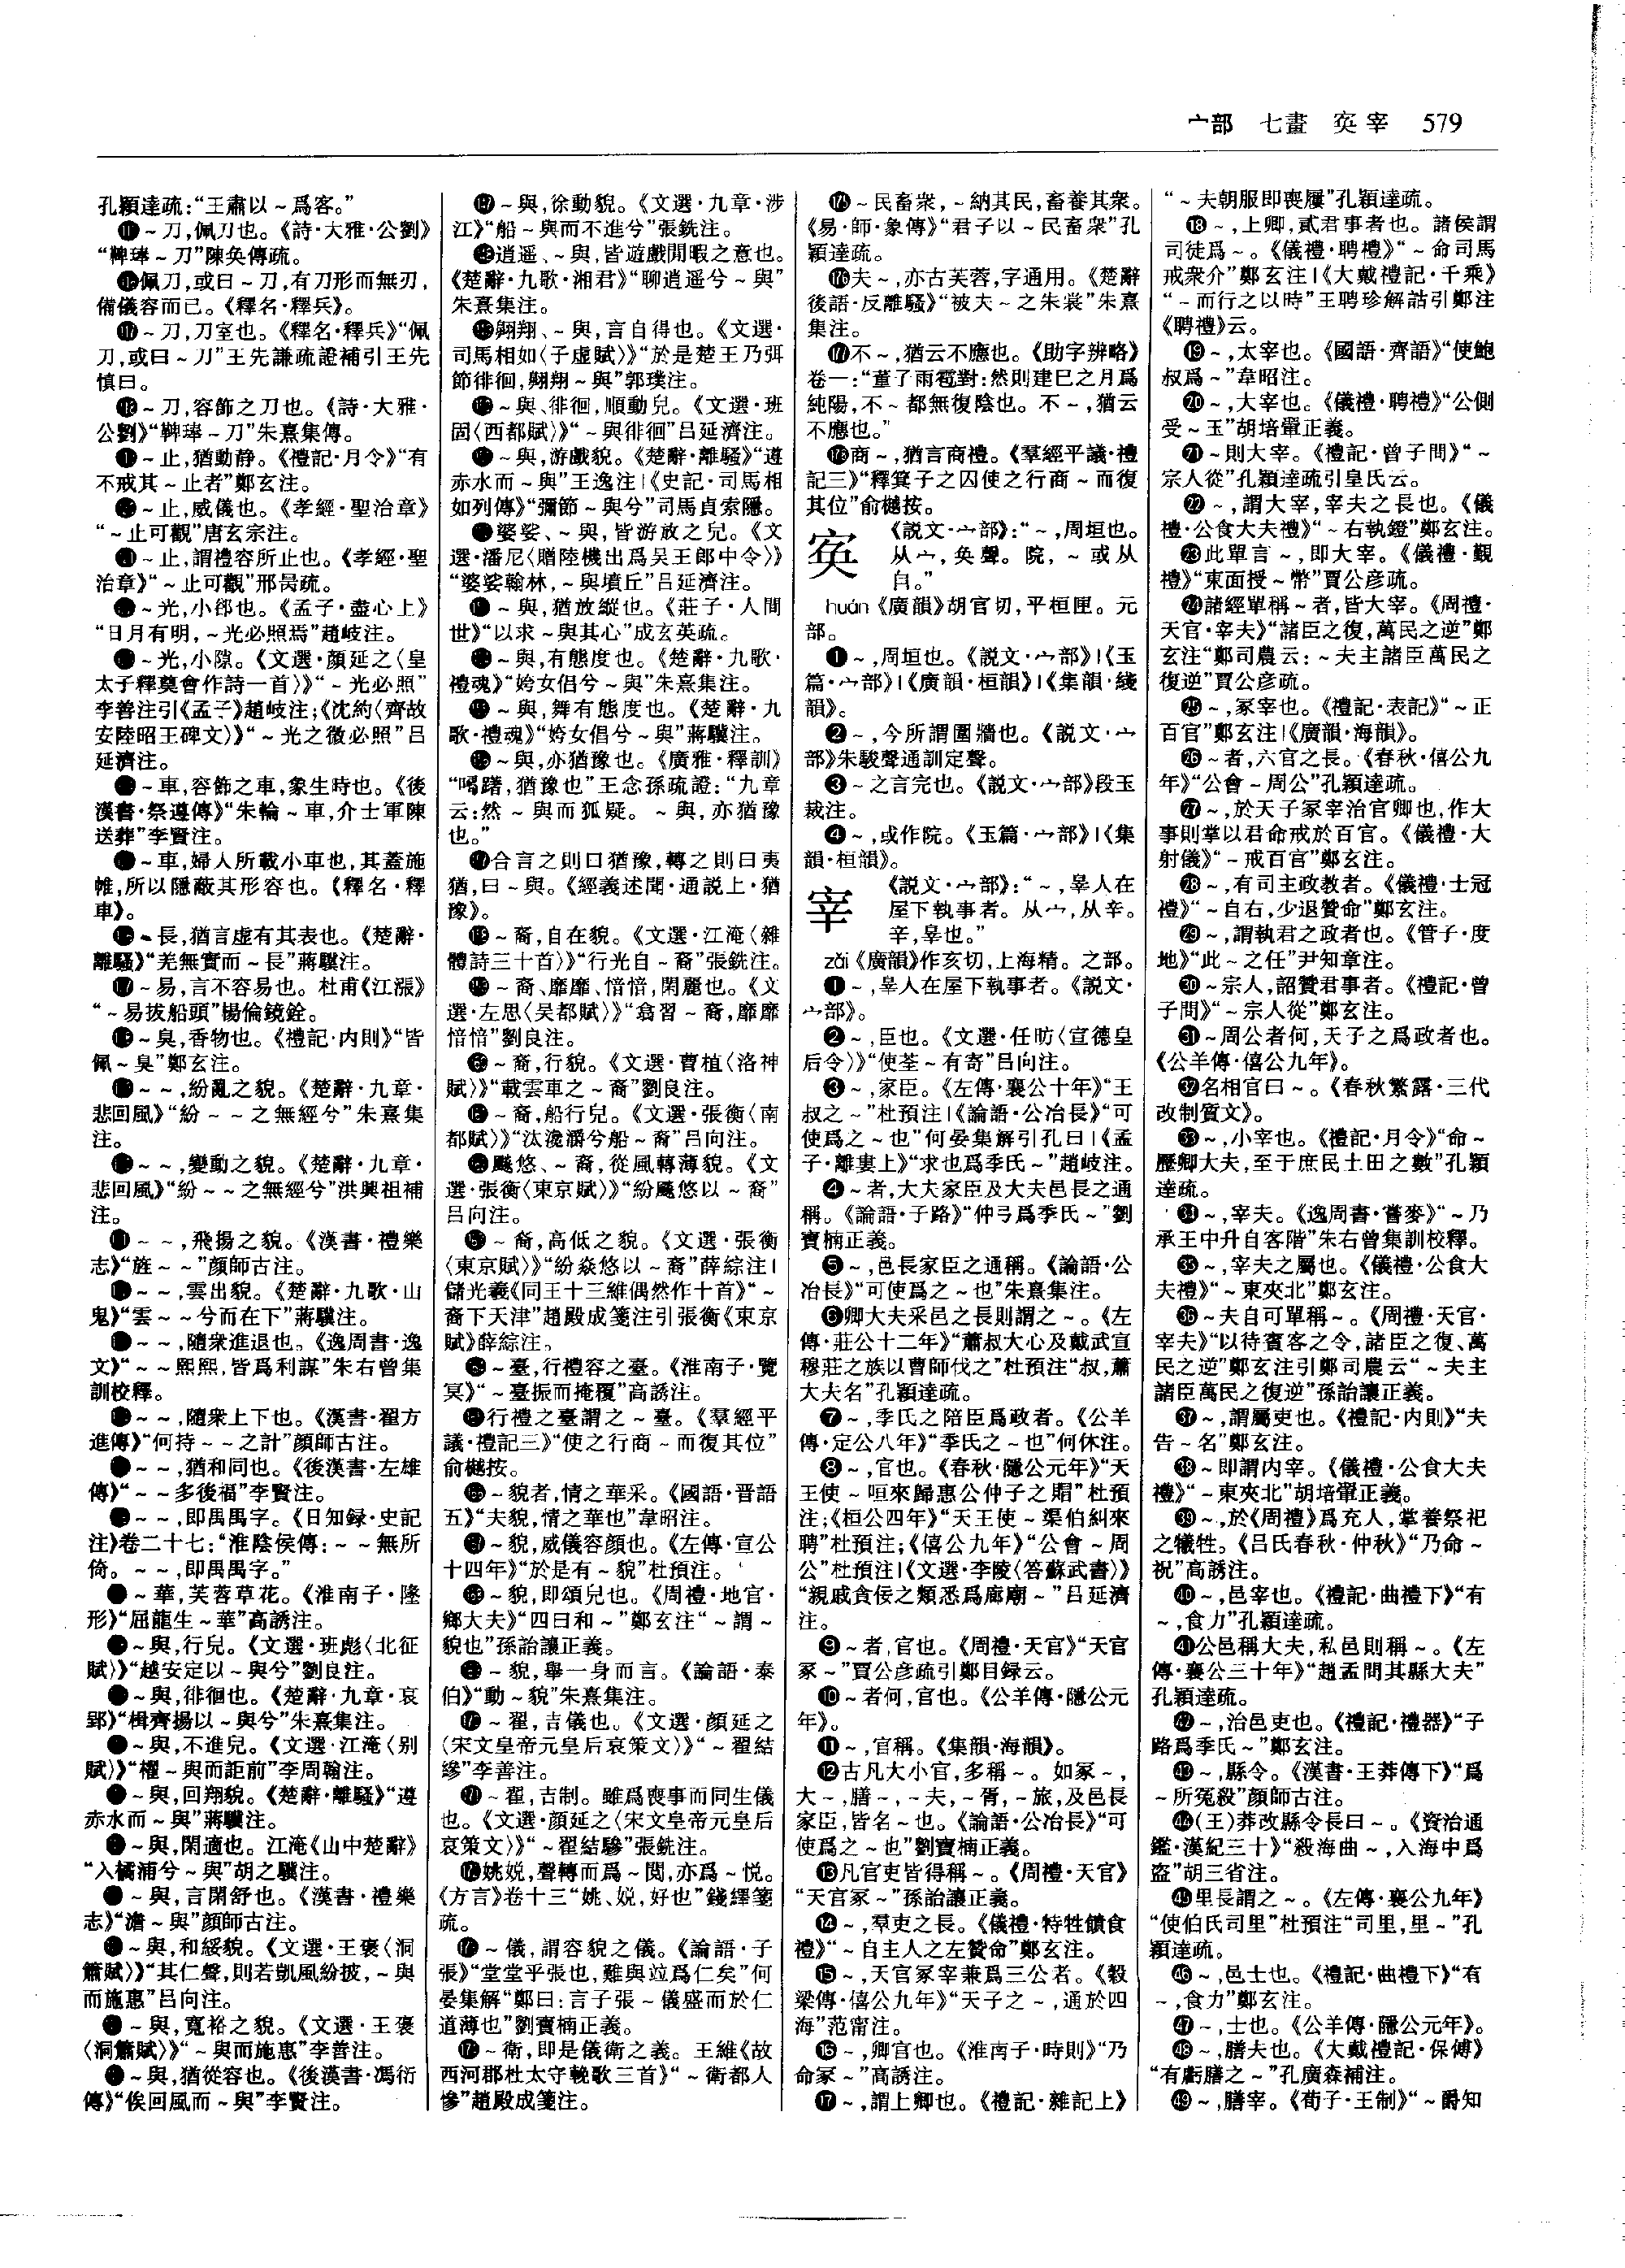 宀部　七畫　寏宰　579
孔穎達疏:“王肅以～爲客。”
～刀,佩刀也。《詩·大雅·公劉》
“鞞琫～刀”陳奂傳疏。
佩刀,或曰～刀,有刀形而無刃,
備儀容而已。《釋名·釋兵》。
～刀,刀室也。《釋名·釋兵》“佩
刀,或曰～刀”王先謙疏證補引王先
慎曰。
～刀,容飾之刀也。《詩·大雅·
公劉》“鞞琫～刀”朱熹集傳。
～止,猶動静。《禮記·月令》“有
不戒其～止者”鄭玄注。
～止,威儀也。《孝經·聖治章》
“～止可觀”唐玄宗注。
～止,謂禮容所止也。《孝經·聖
治章》“～止可觀”邢昺疏。
～光,小郤也。《孟子·盡心上》
“日月有明,～光必照焉”趙岐注。
～光,小隙。《文選·顔延之〈皇
太子釋奠會作詩一首〉》“～光必照”
李善注引《孟子》趙岐注;《沈約〈齊故
安陸昭王碑文〉》“～光之微必照”吕
延濟注。
～車,容飾之車,象生時也。《後
漢書·祭遵傳》“朱輪～車,介士軍陳
送葬”李賢注。
～車,婦人所載小車也,其蓋施
帷,所以隱蔽其形容也。《釋名·釋
車》。
～長,猶言虚有其表也。《楚辭·
離騷》“羌無實而～長”蔣驥注。
～易,言不容易也。杜甫《江漲》
“～易拔船頭”楊倫鏡銓。
～臭,香物也。《禮記·内則》“皆
佩～臭”鄭玄注。
～～,紛亂之貌。《楚辭·九章·
悲回風》“紛～～之無經兮”朱熹集
注。
～～,變動之貌。《楚辭·九章·
悲回風》“紛～～之無經兮”洪興祖補
注。
～～,飛揚之貌。《漢書·禮樂
志》“旌～～”顔師古注。
～～,雲出貌。《楚辭·九歌·山
鬼》“雲～～兮而在下”蔣驥注。
～～,隨衆進退也。《逸周書·逸
文》“～～熙熙,皆爲利謀”朱右曾集
訓校釋。
～～,隨衆上下也。《漢書·翟方
進傳》“何持～～之計”顔師古注。
～～,猶和同也。《後漢書·左雄
傳》“～～多後福”李賢注。
～～,即禺禺字。《日知録·史記
注》卷二十七:“淮陰侯傳:～～無所
倚。～～,即禺禺字。”
～華,芙蓉草花。《淮南子·墬
形》“屈龍生～華”高誘注。
～與,行皃。《文選·班彪〈北征
賦〉》“越安定以～與兮”劉良注。
～與,徘徊也。《楚辭·九章·哀
郢》“楫齊揚以～與兮”朱熹集注。
～與,不進皃。《文選·江淹〈别
賦〉》“櫂～與而詎前”李周翰注。
～與,回翔貌。《楚辭·離騷》“遵
赤水而～與”蔣驥注。
～與,閑適也。江淹《山中楚辭》
“入橘浦兮～與”胡之驥注。
～與,言閑舒也。《漢書·禮樂
志》“澹～與”顔師古注。
～與,和緩貌。《文選·王褒〈洞
簫賦〉》“其仁聲,則若凱風紛披,～與
而施惠”吕向注。
～與,寬裕之貌。《文選·王褒
〈洞簫賦〉》“～與而施惠”李善注。
～與,猶從容也。《後漢書·馮衍
傳》“俟回風而～與”李賢注。
～與,徐動貌。《文選·九章·涉
江》“船～與而不進兮”張銑注。
逍遥、～與,皆遊戲閒暇之意也。
《楚辭·九歌·湘君》“聊逍遥兮～與”
朱熹集注。
翱翔、～與,言自得也。《文選·
司馬相如〈子虚賦〉》“於是楚王乃弭
節徘徊,翱翔～與”郭璞注。
～與、徘徊,順動皃。《文選·班
固〈西都賦〉》“～與徘徊”吕延濟注。
～與,游戲貌。《楚辭·離騷》“遵
赤水而～與”王逸注|《史記·司馬相
如列傳》“彌節～與兮”司馬貞索隱。
婆娑、～與,皆游放之皃。《文
選·潘尼〈贈陸機出爲吴王郎中令〉》
“婆娑翰林,～與墳丘”吕延濟注。
～與,猶放縱也。《莊子·人間
世》“以求～與其心”成玄英疏。
～與,有態度也。《楚辭·九歌·
禮魂》“姱女倡兮～與”朱熹集注。
～與,舞有態度也。《楚辭·九
歌·禮魂》“姱女倡兮～與”蔣驥注。
～與,亦猶豫也。《廣雅·釋訓》
“躊躇,猶豫也”王念孫疏證:“九章
云:然～與而狐疑。～與,亦猶豫
也。”
合言之則曰猶豫,轉之則曰夷
猶,曰～與。《經義述聞·通説上·猶
豫》。
～裔,自在貌。《文選·江淹〈雜
體詩三十首〉》“行光自～裔”張銑注。
～裔、靡靡、愔愔,閑麗也。《文
選·左思〈吴都賦〉》“翕習～裔,靡靡
愔愔”劉良注。
～裔,行貌。《文選·曹植〈洛神
賦〉》“載雲車之～裔”劉良注。
～裔,船行皃。《文選·張衡〈南
都賦〉》“汰瀺灂兮船～裔”吕向注。
飈悠、～裔,從風轉薄貌。《文
選·張衡〈東京賦〉》“紛飈悠以～裔”
吕向注。
～裔,高低之貌。《文選·張衡
〈東京賦〉》“紛焱悠以～裔”薛綜注|
儲光羲《同王十三維偶然作十首》“～
裔下天津”趙殿成箋注引張衡《東京
賦》薛綜注。
～臺,行禮容之臺。《淮南子·覽
冥》“～臺振而掩覆”高誘注。
行禮之臺謂之～臺。《羣經平
議·禮記三》“使之行商～而復其位”
俞樾按。
～貌者,情之華采。《國語·晋語
五》“夫貌,情之華也”韋昭注。
～貌,威儀容顔也。《左傳·宣公
十四年》“於是有～貌”杜預注。
～貌,即頌皃也。《周禮·地官·
鄉大夫》“四曰和～”鄭玄注“～謂～
貌也”孫詒讓正義。
～貌,舉一身而言。《論語·泰
伯》“動～貌”朱熹集注。
～翟,吉儀也。《文選·顔延之
〈宋文皇帝元皇后哀策文〉》“～翟結
縿”李善注。
～翟,吉制。雖爲喪事而同生儀
也。《文選·顔延之〈宋文皇帝元皇后
哀策文〉》“～翟結驂”張銑注。
姚娧,聲轉而爲～閲,亦爲～悦。
《方言》卷十三“姚、娧,好也”錢繹箋
疏。
～儀,謂容貌之儀。《論語·子
張》“堂堂乎張也,難與竝爲仁矣”何
晏集解“鄭曰:言子張～儀盛而於仁
道薄也”劉寶楠正義。
～衛,即是儀衛之義。王維《故
西河郡杜太守輓歌三首》“～衛都人
慘”趙殿成箋注。
～民畜衆,～納其民,畜養其衆。
《易·師·象傳》“君子以～民畜衆”孔
穎達疏。
夫～,亦古芙蓉,字通用。《楚辭
後語·反離騷》“被夫～之朱裳”朱熹
集注。
不～,猶云不應也。《助字辨略》
卷一:“董子雨雹對:然則建巳之月爲
純陽,不～都無復陰也。不～,猶云
不應也。”
商～,猶言商禮。《羣經平議·禮
記三》“釋箕子之囚使之行商～而復
其位”俞樾按。
寏　《説文·宀部》:“～,周垣也。
从宀,奂聲。院,～或从
𨸏。”
huán《廣韻》胡官切,平桓匣。元
部。
❶～,周垣也。《説文·宀部》|《玉
篇·宀部》|《廣韻·桓韻》|《集韻·綫
韻》。
❷～,今所謂圍牆也。《説文·宀
部》朱駿聲通訓定聲。
❸～之言完也。《説文·宀部》段玉
裁注。
❹～,或作院。《玉篇·宀部》|《集
韻·桓韻》。
宰　《説文·宀部》:“～,辠人在
屋下執事者。从宀,从辛。
辛,辠也。”
zǎi《廣韻》作亥切,上海精。之部。
❶～,辠人在屋下執事者。《説文·
宀部》。
❷～,臣也。《文選·任昉〈宣德皇
后令〉》“使荃～有寄”吕向注。
❸～,家臣。《左傳·襄公十年》“王
叔之～”杜預注|《論語·公冶長》“可
使爲之～也”何晏集解引孔曰|《孟
子·離婁上》“求也爲季氏～”趙岐注。
❹～者,大夫家臣及大夫邑長之通
稱。《論語·子路》“仲弓爲季氏～”劉
寶楠正義。
❺～,邑長家臣之通稱。《論語·公
冶長》“可使爲之～也”朱熹集注。
❻卿大夫采邑之長則謂之～。《左
傳·莊公十二年》“蕭叔大心及戴武宣
穆莊之族以曹師伐之”杜預注“叔,蕭
大夫名”孔穎達疏。
❼～,季氏之陪臣爲政者。《公羊
傳·定公八年》“季氏之～也”何休注。
❽～,官也。《春秋·隱公元年》“天
王使～咺來歸惠公仲子之賵”杜預
注;《桓公四年》“天王使～渠伯糾來
聘”杜預注;《僖公九年》“公會～周
公”杜預注|《文選·李陵〈答蘇武書〉》
“親戚貪佞之類悉爲廊廟～”吕延濟
注。
❾～者,官也。《周禮·天官》“天官
冢～”賈公彦疏引鄭目録云。
❿～者何,官也。《公羊傳·隱公元
年》。
⓫～,官稱。《集韻·海韻》。
⓬古凡大小官,多稱～。如冢～,
大～,膳～,～夫,～胥,～旅,及邑長
家臣,皆名～也。《論語·公冶長》“可
使爲之～也”劉寶楠正義。
⓭凡官吏皆得稱～。《周禮·天官》
“天官冢～”孫詒讓正義。
⓮～,羣吏之長。《儀禮·特牲饋食
禮》“～自主人之左贊命”鄭玄注。
⓯～,天官冢宰兼爲三公者。《穀
梁傳·僖公九年》“天子之～,通於四
海”范甯注。
⓰～,卿官也。《淮南子·時則》“乃
命冢～”高誘注。
⓱～,謂上卿也。《禮記·雜記上》
“～夫朝服即喪屨”孔穎達疏。
⓲～,上卿,貳君事者也。諸侯謂
司徒爲～。《儀禮·聘禮》“～命司馬
戒衆介”鄭玄注|《大戴禮記·千乘》
“～而行之以時”王聘珍解詁引鄭注
《聘禮》云。
⓳～,太宰也。《國語·齊語》“使鮑
叔爲～”韋昭注。
⓴～,大宰也。《儀禮·聘禮》“公側
受～玉”胡培翬正義。
㉑～則大宰。《禮記·曾子問》“～
宗人從”孔穎達疏引皇氏云。
㉒～,謂大宰,宰夫之長也。《儀
禮·公食大夫禮》“～右執鐙”鄭玄注。
㉓此單言～,即大宰。《儀禮·覲
禮》“東面授～幣”賈公彦疏。
㉔諸經單稱～者,皆大宰。《周禮·
天官·宰夫》“諸臣之復,萬民之逆”鄭
玄注“鄭司農云:～夫主諸臣萬民之
復逆”賈公彦疏。
㉕～,冢宰也。《禮記·表記》“～正
百官”鄭玄注|《廣韻·海韻》。
㉖～者,六官之長。《春秋·僖公九
年》“公會～周公”孔穎達疏。
㉗～,於天子冢宰治官卿也,作大
事則掌以君命戒於百官。《儀禮·大
射儀》“～戒百官”鄭玄注。
㉘～,有司主政教者。《儀禮·士冠
禮》“～自右,少退贊命”鄭玄注。
㉙～,謂執君之政者也。《管子·度
地》“此～之任”尹知章注。
㉚～宗人,詔贊君事者。《禮記·曾
子問》“～宗人從”鄭玄注。
㉛～周公者何,天子之爲政者也。
《公羊傳·僖公九年》。
㉜名相官曰～。《春秋繁露·三代
改制質文》。
㉝～,小宰也。《禮記·月令》“命～
歷卿大夫,至于庶民土田之數”孔穎
達疏。
㉞～,宰夫。《逸周書·嘗麥》“～乃
承王中升自客階”朱右曾集訓校釋。
㉟～,宰夫之屬也。《儀禮·公食大
夫禮》“～東夾北”鄭玄注。
㊱～夫自可單稱～。《周禮·天官·
宰夫》“以待賓客之令,諸臣之復、萬
民之逆”鄭玄注引鄭司農云“～夫主
諸臣萬民之復逆”孫詒讓正義。
㊲～,謂屬吏也。《禮記·内則》“夫
告～名”鄭玄注。
㊳～即謂内宰。《儀禮·公食大夫
禮》“～東夾北”胡培翬正義。
㊴～,於《周禮》爲充人,掌養祭祀
之犧牲。《吕氏春秋·仲秋》“乃命～
祝”高誘注。
㊵～,邑宰也。《禮記·曲禮下》“有
～,食力”孔穎達疏。
㊶公邑稱大夫,私邑則稱～。《左
傳·襄公三十年》“趙孟問其縣大夫”
孔穎達疏。
㊷～,治邑吏也。《禮記·禮器》“子
路爲季氏～”鄭玄注。
㊸～,縣令。《漢書·王莽傳下》“爲
～所冤殺”顔師古注。
㊹(王)莽改縣令長曰～。《資治通
鑑·漢紀三十》“殺海曲～,入海中爲
盜”胡三省注。
㊺里長謂之～。《左傳·襄公九年》
“使伯氏司里”杜預注“司里,里～”孔
穎達疏。
㊻～,邑士也。《禮記·曲禮下》“有
～,食力”鄭玄注。
㊼～,士也。《公羊傳·隱公元年》。
㊽～,膳夫也。《大戴禮記·保傅》
“有虧膳之～”孔廣森補注。
㊾～,膳宰。《荀子·王制》“～爵知